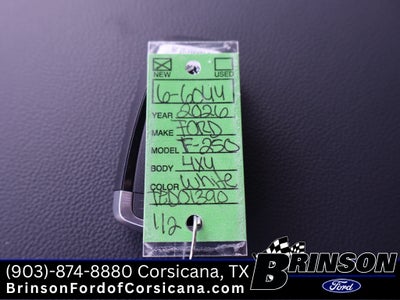 NEW USED
6-6044
YEAR 2026
MAKE FORD
MODEL F-250
BODY 4X4
COLOR White
1/2
(903)-874-8880 Corsicana, TX
BrinsonFordofCorsicana.com
BRINSON
Ford